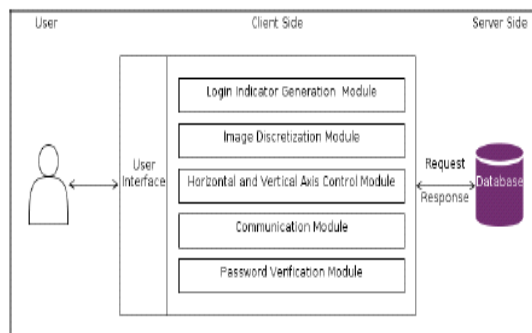 User
Client Side
Server Side
Login Indicator Generation Module
Image Discretization Module
User
Interface
Horizontal and Vertical Axis Control Module
Request
Response
Database
Communication Module
Password Verification Module